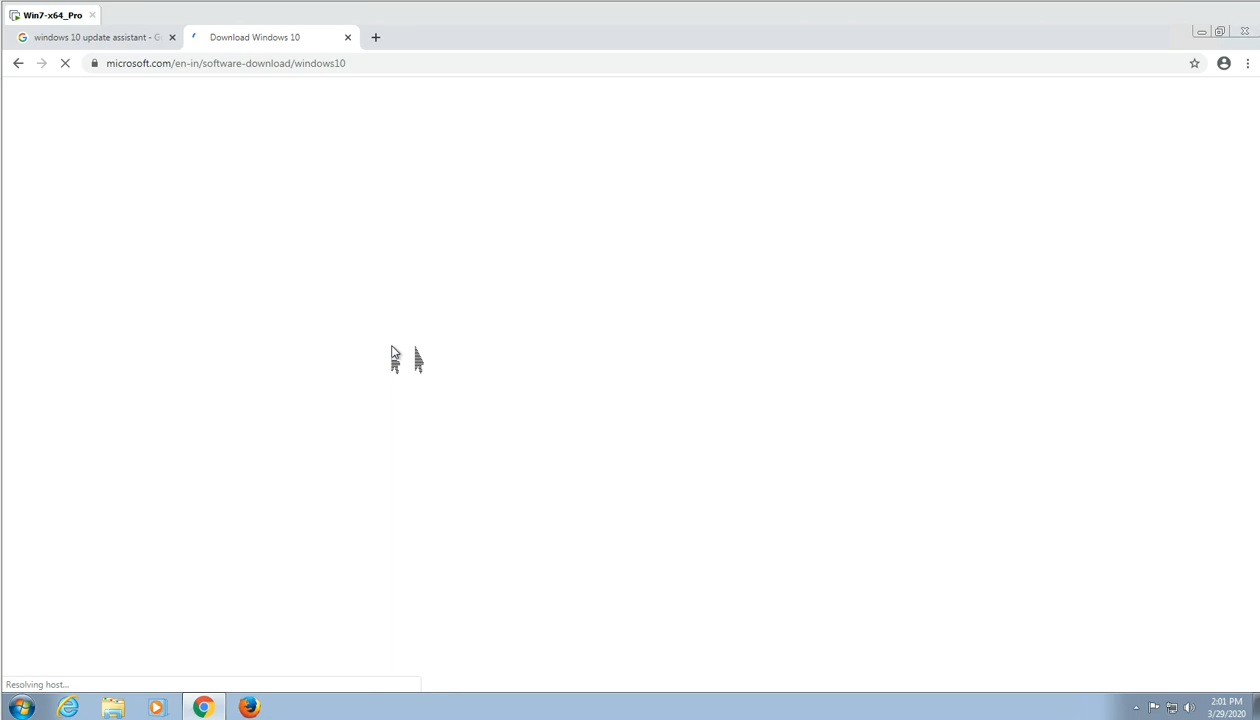 Win7-x64_Pro
windows 10 update assistant - G
Download Windows 10
microsoft.com/en-in/software-download/windows10
Resolving host...
2:01 PM
3/29/2020